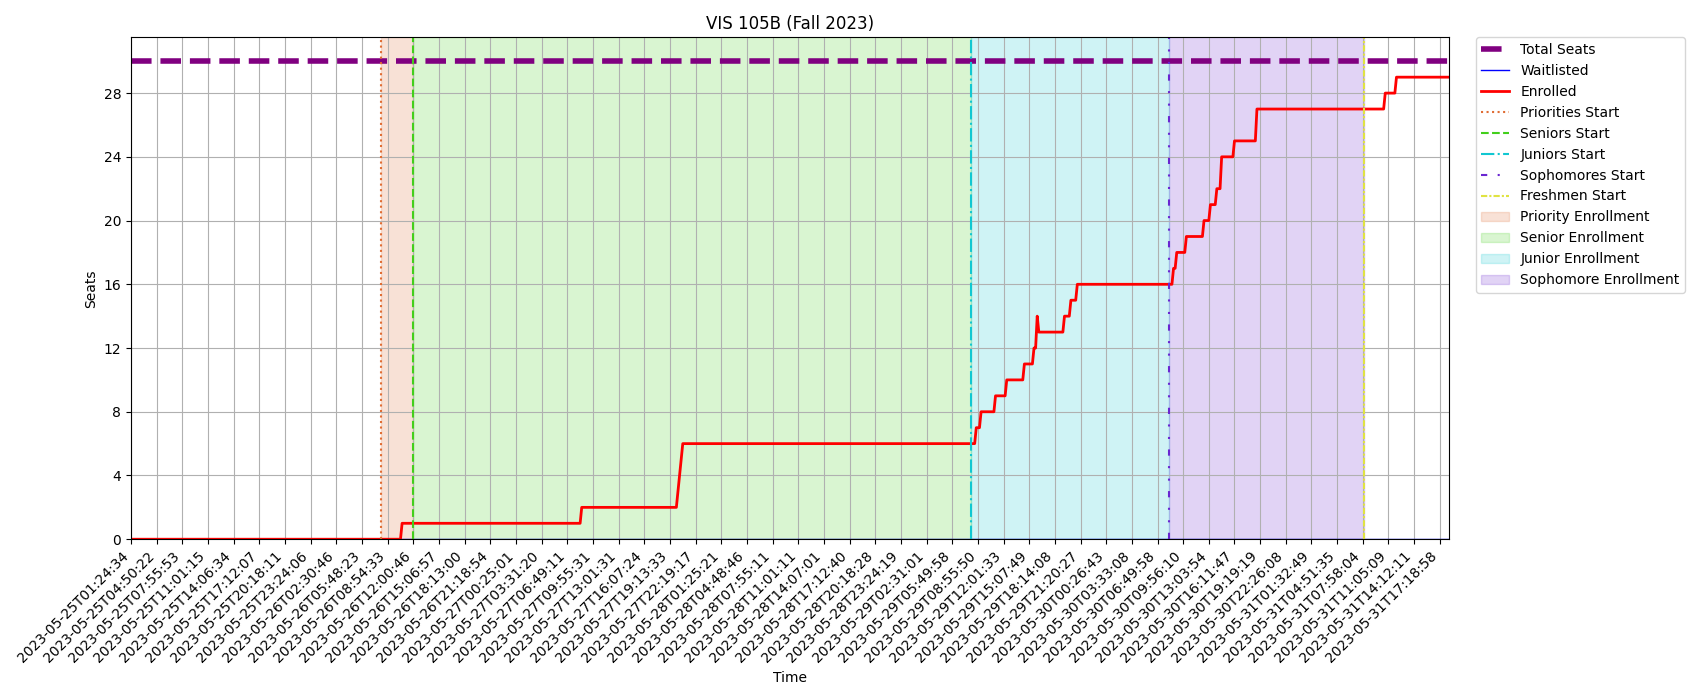 VIS 105B (Fall 2023)
Total Seats
Waitlisted
Enrolled
Priorities Start
Seniors Start
Juniors Start
Sophomores Start
Freshmen Start
Priority Enrollment
Senior Enrollment
Junior Enrollment
Sophomore Enrollment
Seats
28
24
20
16
12
8
4
0
2023-05-25T01:24:34
2023-05-25T04:50:22
2023-05-25T07:55:53
2023-05-25T11:01:15
2023-05-25T14:06:34
2023-05-25T17:12:07
2023-05-25T20:18:11
2023-05-25T23:24:06
2023-05-26T02:30:46
2023-05-26T05:48:23
2023-05-26T08:54:33
2023-05-26T12:00:46
2023-05-26T15:06:57
2023-05-26T18:13:00
2023-05-26T21:18:54
2023-05-27T00:25:01
2023-05-27T03:31:20
2023-05-27T06:49:11
2023-05-27T09:55:31
2023-05-27T13:01:31
2023-05-27T16:07:24
2023-05-27T19:13:33
2023-05-27T22:19:17
2023-05-28T01:25:21
2023-05-28T04:48:46
2023-05-28T07:55:11
2023-05-28T11:01:11
2023-05-28T14:07:01
2023-05-28T17:12:40
2023-05-28T20:18:28
2023-05-28T23:24:19
2023-05-29T02:31:01
2023-05-29T05:49:58
2023-05-29T08:55:50
2023-05-29T12:01:33
2023-05-29T15:07:49
2023-05-29T18:14:08
2023-05-29T21:20:27
2023-05-30T00:26:43
2023-05-30T03:33:08
2023-05-30T06:49:58
2023-05-30T09:56:10
2023-05-30T13:03:54
2023-05-30T16:11:47
2023-05-30T19:19:19
2023-05-30T22:26:08
2023-05-31T01:32:49
2023-05-31T04:51:35
2023-05-31T07:58:04
2023-05-31T11:05:09
2023-05-31T14:12:11
2023-05-31T17:18:58
Time